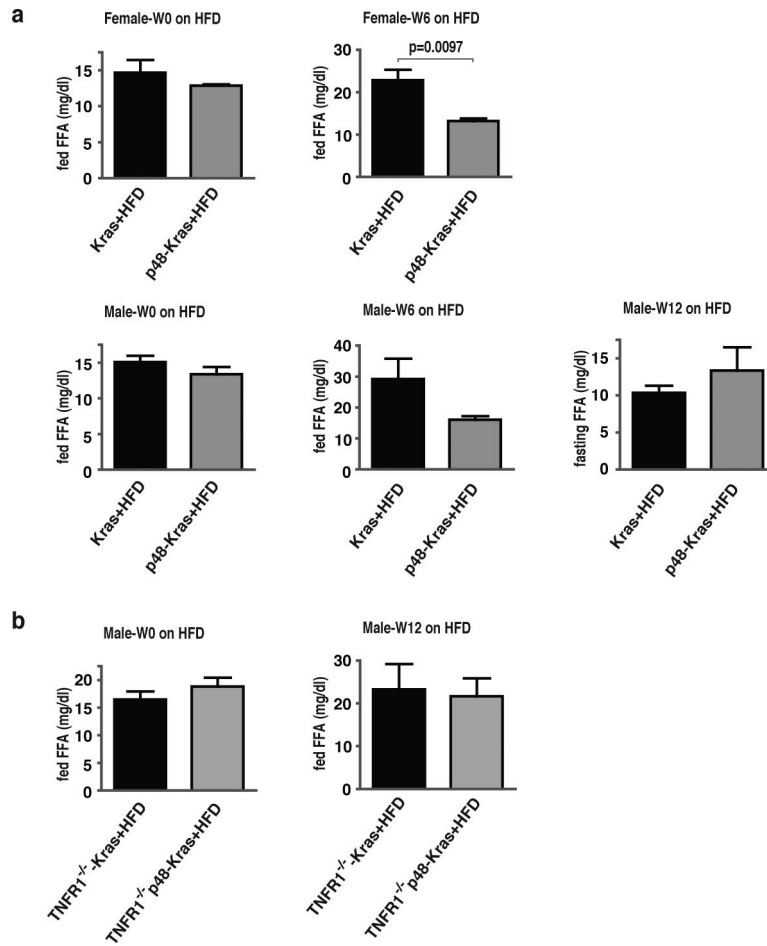 a
Female-W0 on HFD
fed FFA (mg/dl)
15
10
5
0
Kras+HFD
p48-Kras+HFD
Female-W6 on HFD
p=0.0097
fed FFA (mg/dl)
30
20
10
0
Kras+HFD
p48-Kras+HFD
Male-W0 on HFD
fed FFA (mg/dl)
15
10
5
0
Kras+HFD
p48-Kras+HFD
Male-W6 on HFD
fed FFA (mg/dl)
40
30
20
10
0
Kras+HFD
p48-Kras+HFD
Male-W12 on HFD
fasting FFA (mg/dl)
15
10
5
0
Kras+HFD
p48-Kras+HFD
b
Male-W0 on HFD
fed FFA (mg/dl)
20
15
10
5
0
TNFR1-/--Kras+HFD
TNFR1-/-p48-Kras+HFD
Male-W12 on HFD
fed FFA (mg/dl)
30
20
10
0
TNFR1-/--Kras+HFD
TNFR1-/-p48-Kras+HFD